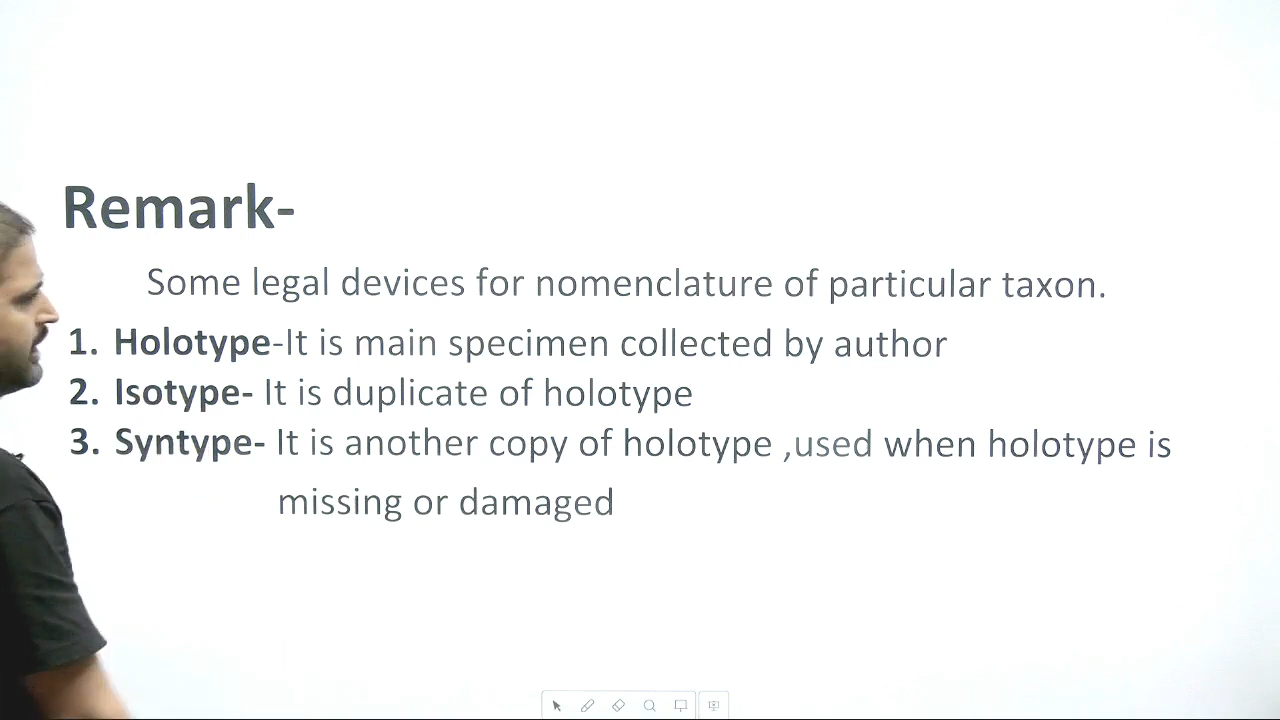 Remark-
Some legal devices for nomenclature of particular taxon.
1. Holotype-It is main specimen collected by author
2. Isotype- It is duplicate of holotype
3. Syntype- It is another copy of holotype ,used when holotype is
missing or damaged